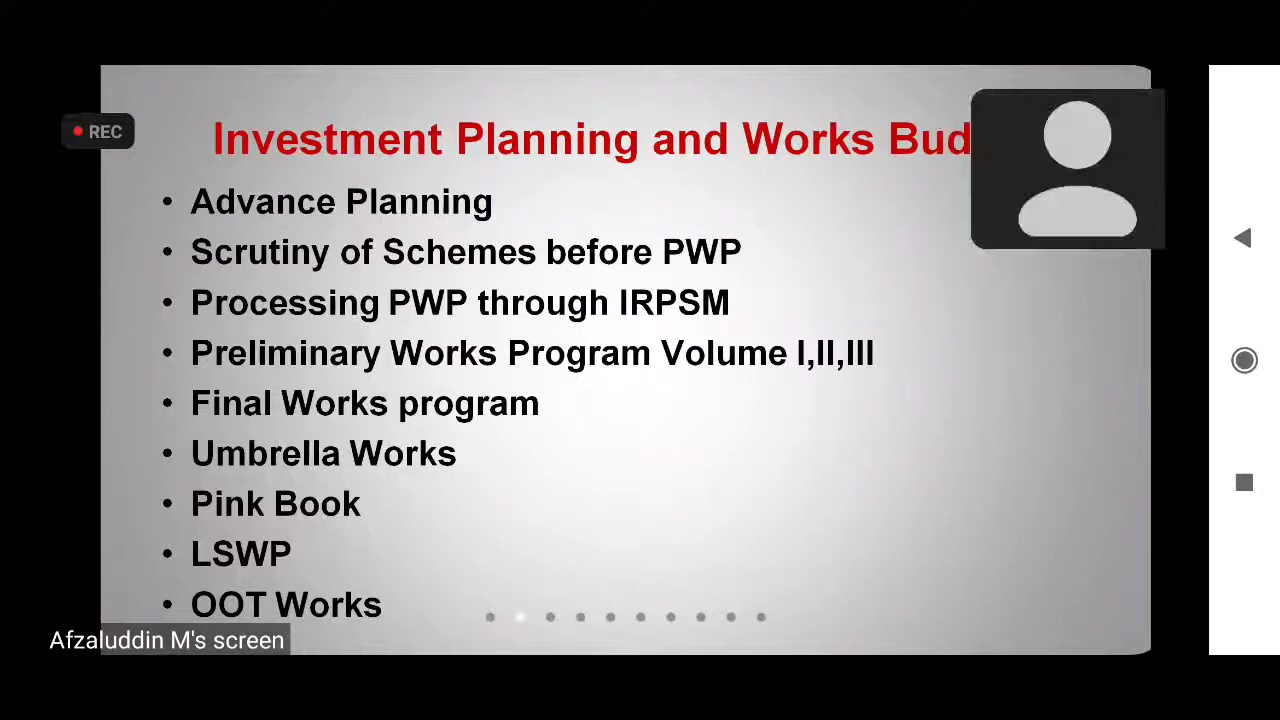 REC
Investment Planning and Works Bud
• Advance Planning
• Scrutiny of Schemes before PWP
• Processing PWP through IRPSM
• Preliminary Works Program Volume I,II,III
• Final Works program
• Umbrella Works
• Pink Book
• LSWP
• OOT Works
Afzaluddin M's screen